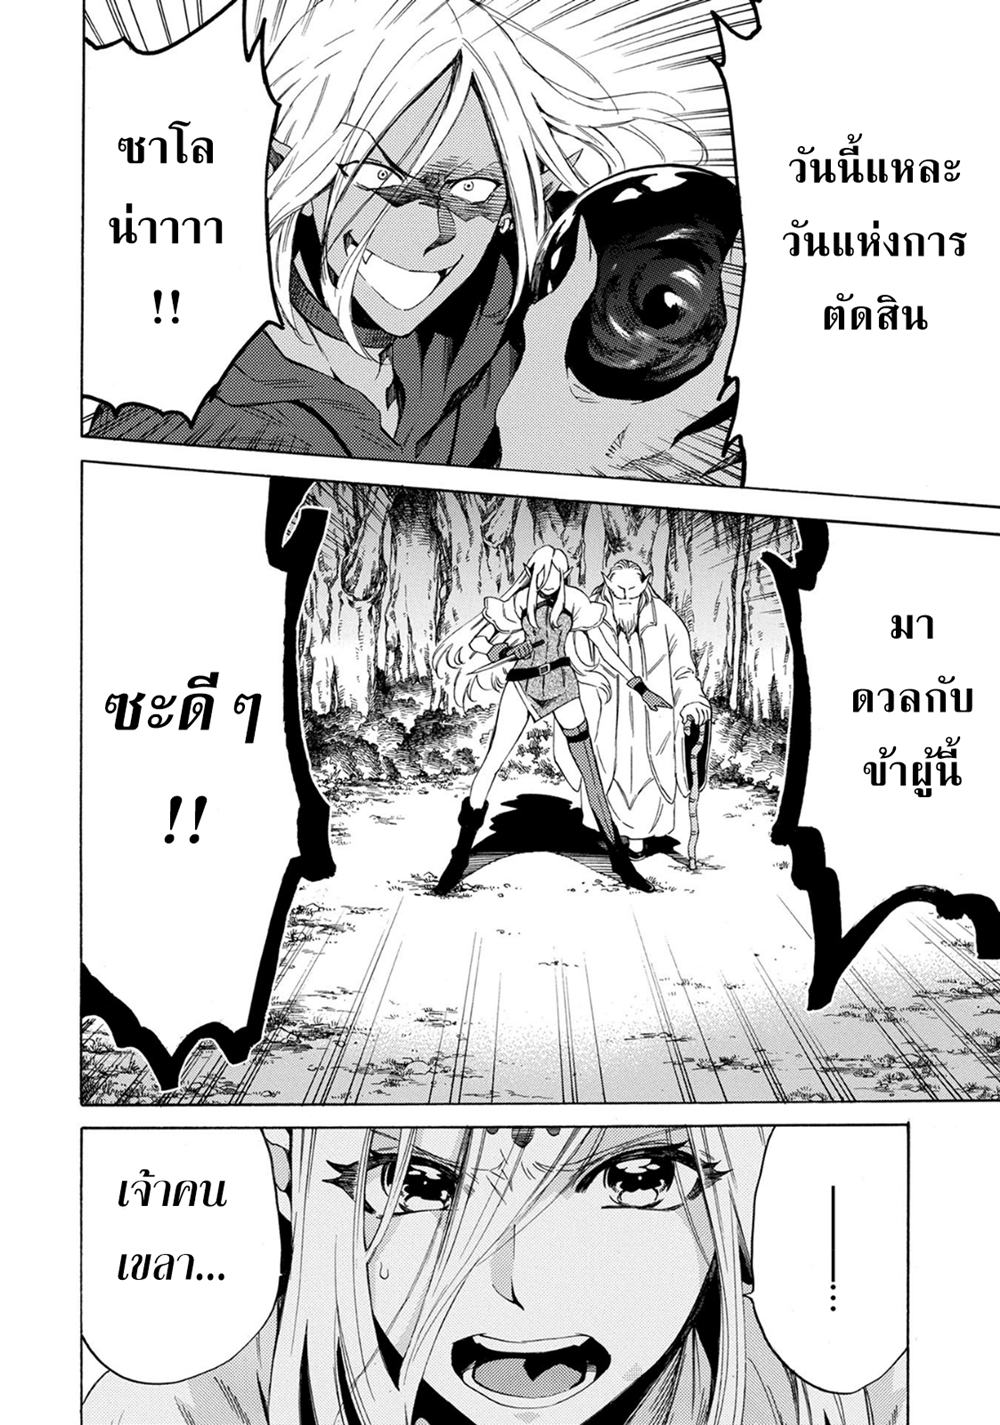 วันนี้แหละ
วันแห่งการ
ตัดสิน
ซาโล
น่าาาา
!!
มา
ดวลกับ
ข้าผู้นี้
ซะดี ๆ
!!
——…
เจ้าคน
เขลา...